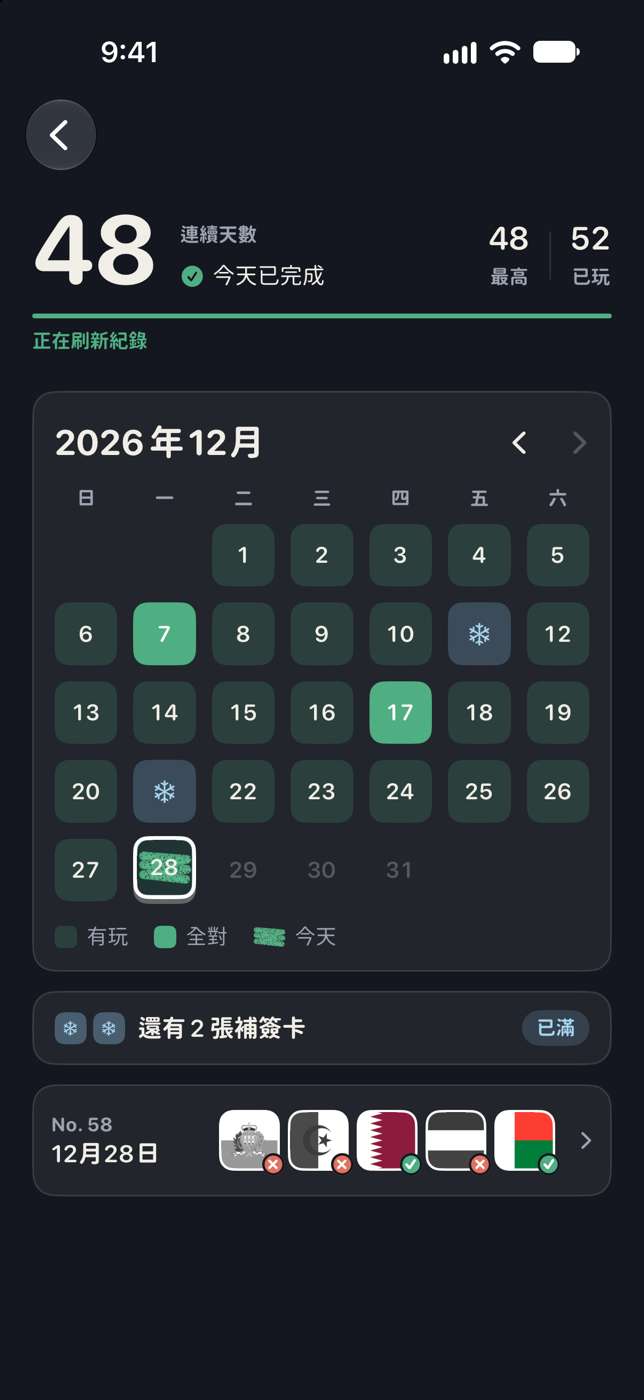 9:41
48
連續天數
今天已完成
48
最高
52
已玩
正在刷新紀錄
2026年12月
日 一 二 三 四 五 六
1 2 3 4 5
6 7 8 9 10 12
13 14 15 16 17 18 19
20 22 23 24 25 26
27 28 29 30 31
有玩 全對 今天
還有 2 張補簽卡
已滿
No. 58
12月28日